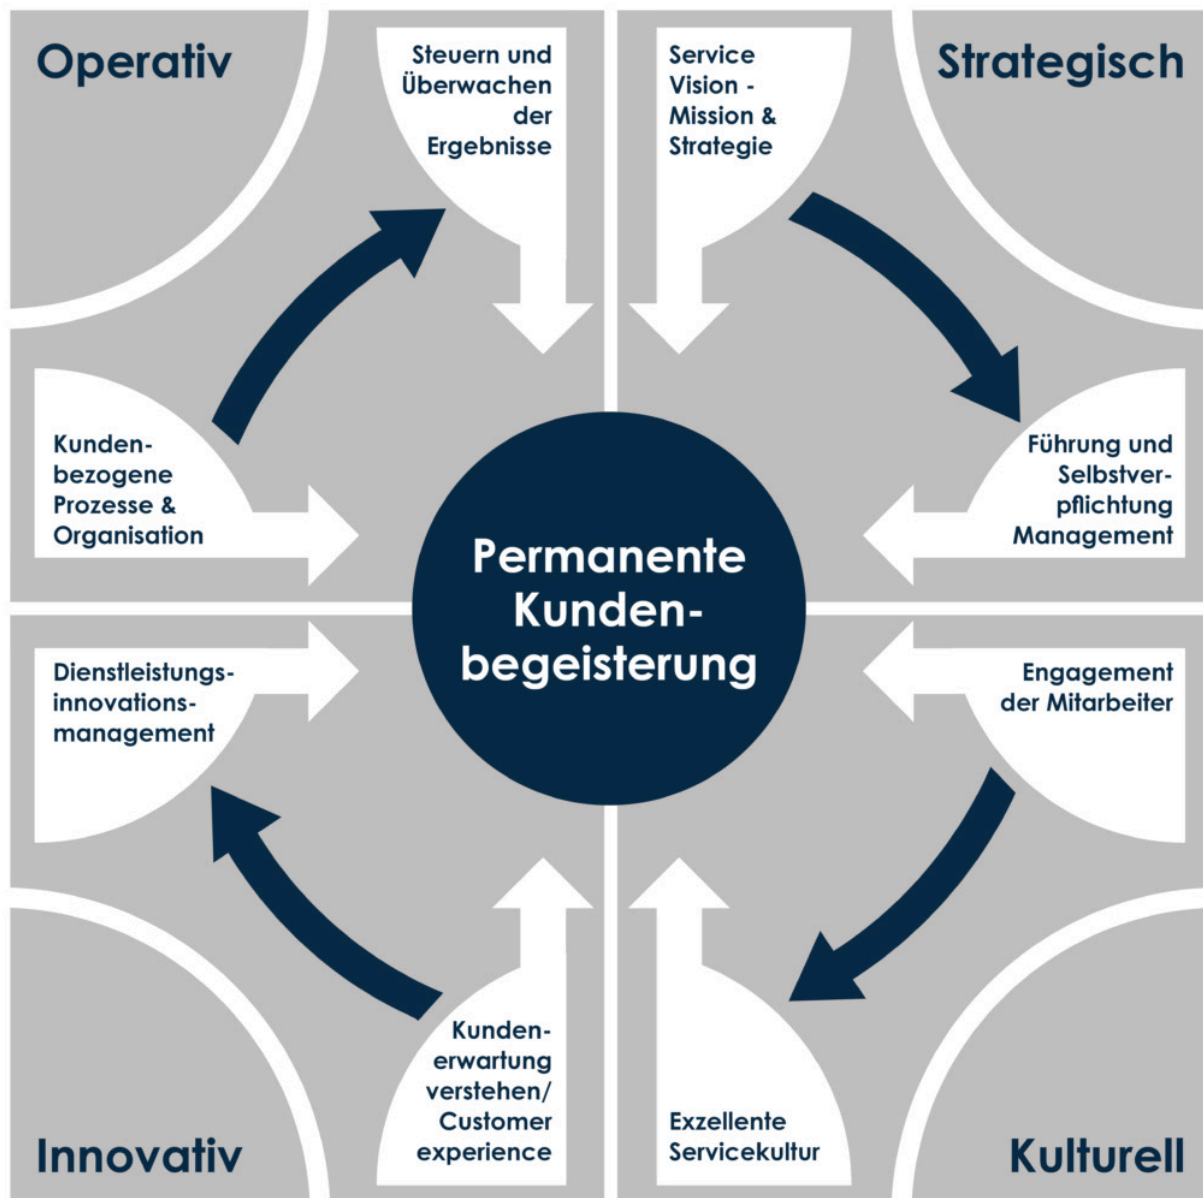 Operativ
Steuern und
Überwachen
der
Ergebnisse
Service
Vision -
Mission &
Strategie
Strategisch
Kunden-
bezogene
Prozesse &
Organisation
Führung und
Selbstver-
pflichtung
Management
Permanente
Kunden-
begeisterung
Dienstleistungs-
innovations-
management
Engagement
der Mitarbeiter
Kunden-
erwartung
verstehen/
Customer
experience
Exzellente
Servicekultur
Innovativ
Kulturell